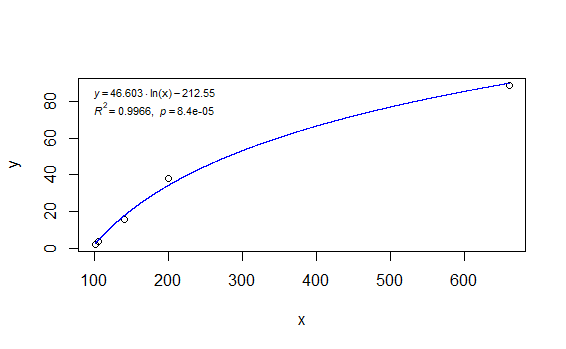 y = 46.603 · ln(x) − 212.55
R² = 0.9966, p = 8.4e-05
80
60
40
20
0
y
100 200 300 400 500 600
x